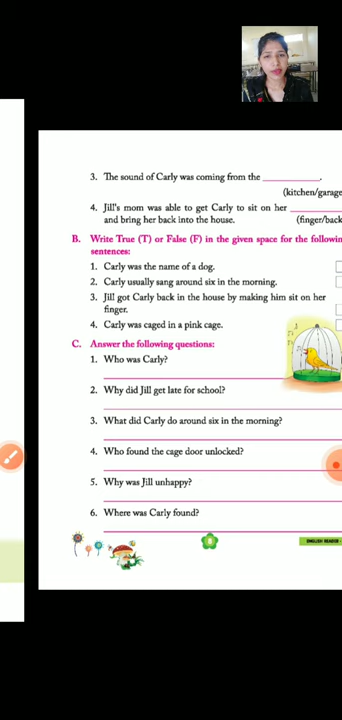 3. The sound of Carly was coming from the ____________.
(kitchen/garage
4. Jill's mom was able to get Carly to sit on her ____________
and bring her back into the house. (finger/back
B. Write True (T) or False (F) in the given space for the followin
sentences:
1. Carly was the name of a dog.
2. Carly usually sang around six in the morning.
3. Jill got Carly back in the house by making him sit on her
finger.
4. Carly was caged in a pink cage.
C. Answer the following questions:
1. Who was Carly?
2. Why did Jill get late for school?
3. What did Carly do around six in the morning?
4. Who found the cage door unlocked?
5. Why was Jill unhappy?
6. Where was Carly found?
8
ENGLISH READER -